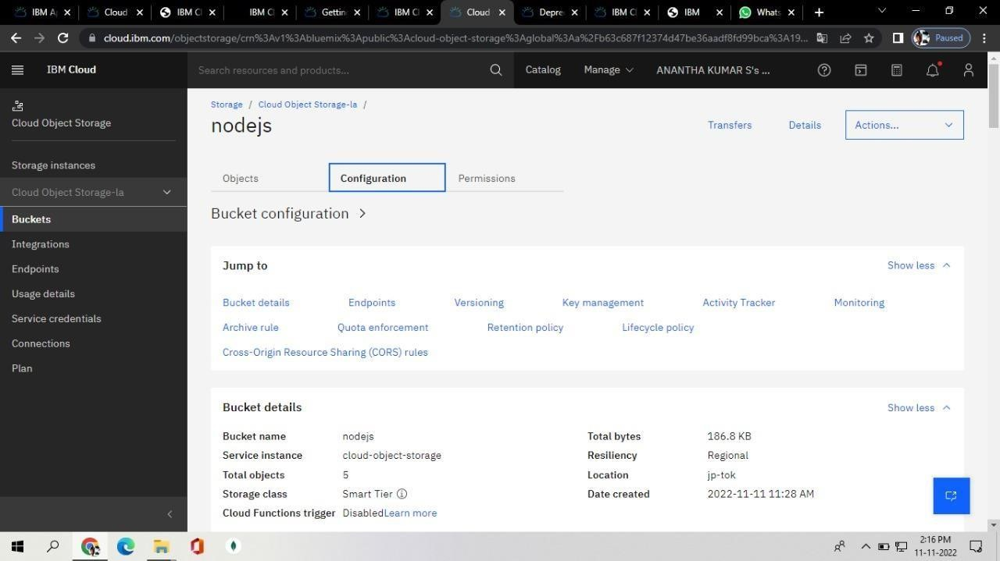 IBM A
Cloud
IBM C
IBM Cl
Gettin
IBM C
Cloud
Depre
IBM C
IBM
Whats
cloud.ibm.com/objectstorage/crn%3Av1%3Abluemix%3Apublic%3Acloud-object-storage%3Aglobal%3Aa%2Fb63c687f12374d47be36aadf8fd99bca%3A19...
Paused
IBM Cloud
Search resources and products...
Catalog
Manage
ANANTHA KUMAR S's ...
Cloud Object Storage
Storage instances
Cloud Object Storage-la
Buckets
Integrations
Endpoints
Usage details
Service credentials
Connections
Plan
Storage / Cloud Object Storage-la /
nodejs
Transfers
Details
Actions...
Objects
Configuration
Permissions
Bucket configuration
Jump to
Show less
Bucket details
Endpoints
Versioning
Key management
Activity Tracker
Monitoring
Archive rule
Quota enforcement
Retention policy
Lifecycle policy
Cross-Origin Resource Sharing (CORS) rules
Bucket details
Show less
Bucket name nodejs
Service instance cloud-object-storage
Total objects 5
Storage class Smart Tier
Cloud Functions trigger DisabledLearn more
Total bytes 186.8 KB
Resiliency Regional
Location jp-tok
Date created 2022-11-11 11:28 AM
2:16 PM
11-11-2022